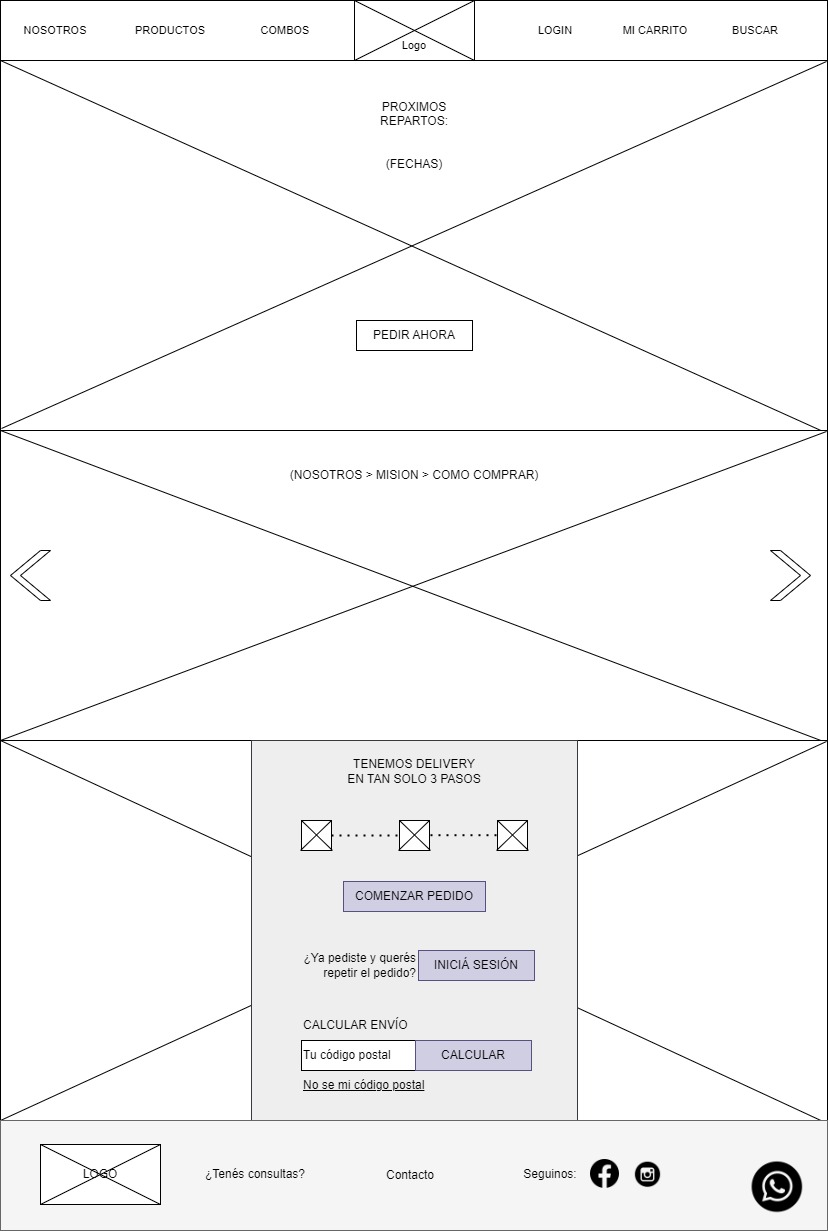 NOSOTROS PRODUCTOS COMBOS Logo LOGIN MI CARRITO BUSCAR
PROXIMOS
REPARTOS:
(FECHAS)
PEDIR AHORA
(NOSOTROS > MISION > COMO COMPRAR)
TENEMOS DELIVERY
EN TAN SOLO 3 PASOS
COMENZAR PEDIDO
¿Ya pediste y querés
repetir el pedido?
INICIÁ SESIÓN
CALCULAR ENVÍO
Tu código postal CALCULAR
No se mi código postal
LOGO ¿Tenés consultas? Contacto Seguinos: